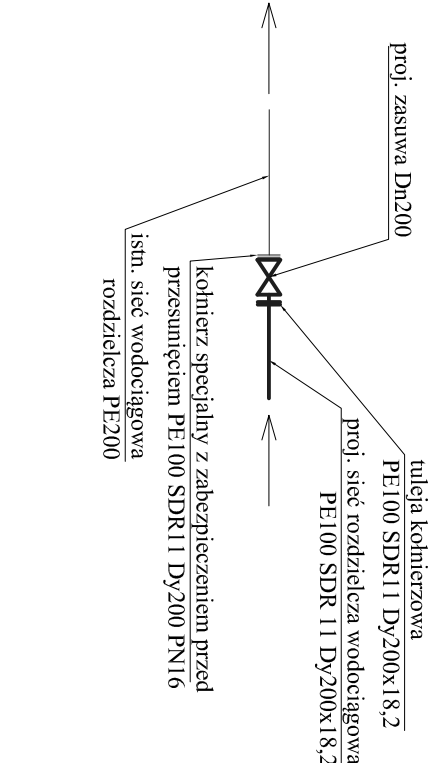 proj. zasuwa Dn200
tuleja kołnierzowa
PE100 SDR11 Dy200x18,2
proj. sieć rozdzielcza wodociągowa
PE100 SDR 11 Dy200x18,2
kołnierz specjalny z zabezpieczeniem przed
przesunięciem PE100 SDR11 Dy200 PN16
istn. sieć wodociągowa
rozdzielcza PE200